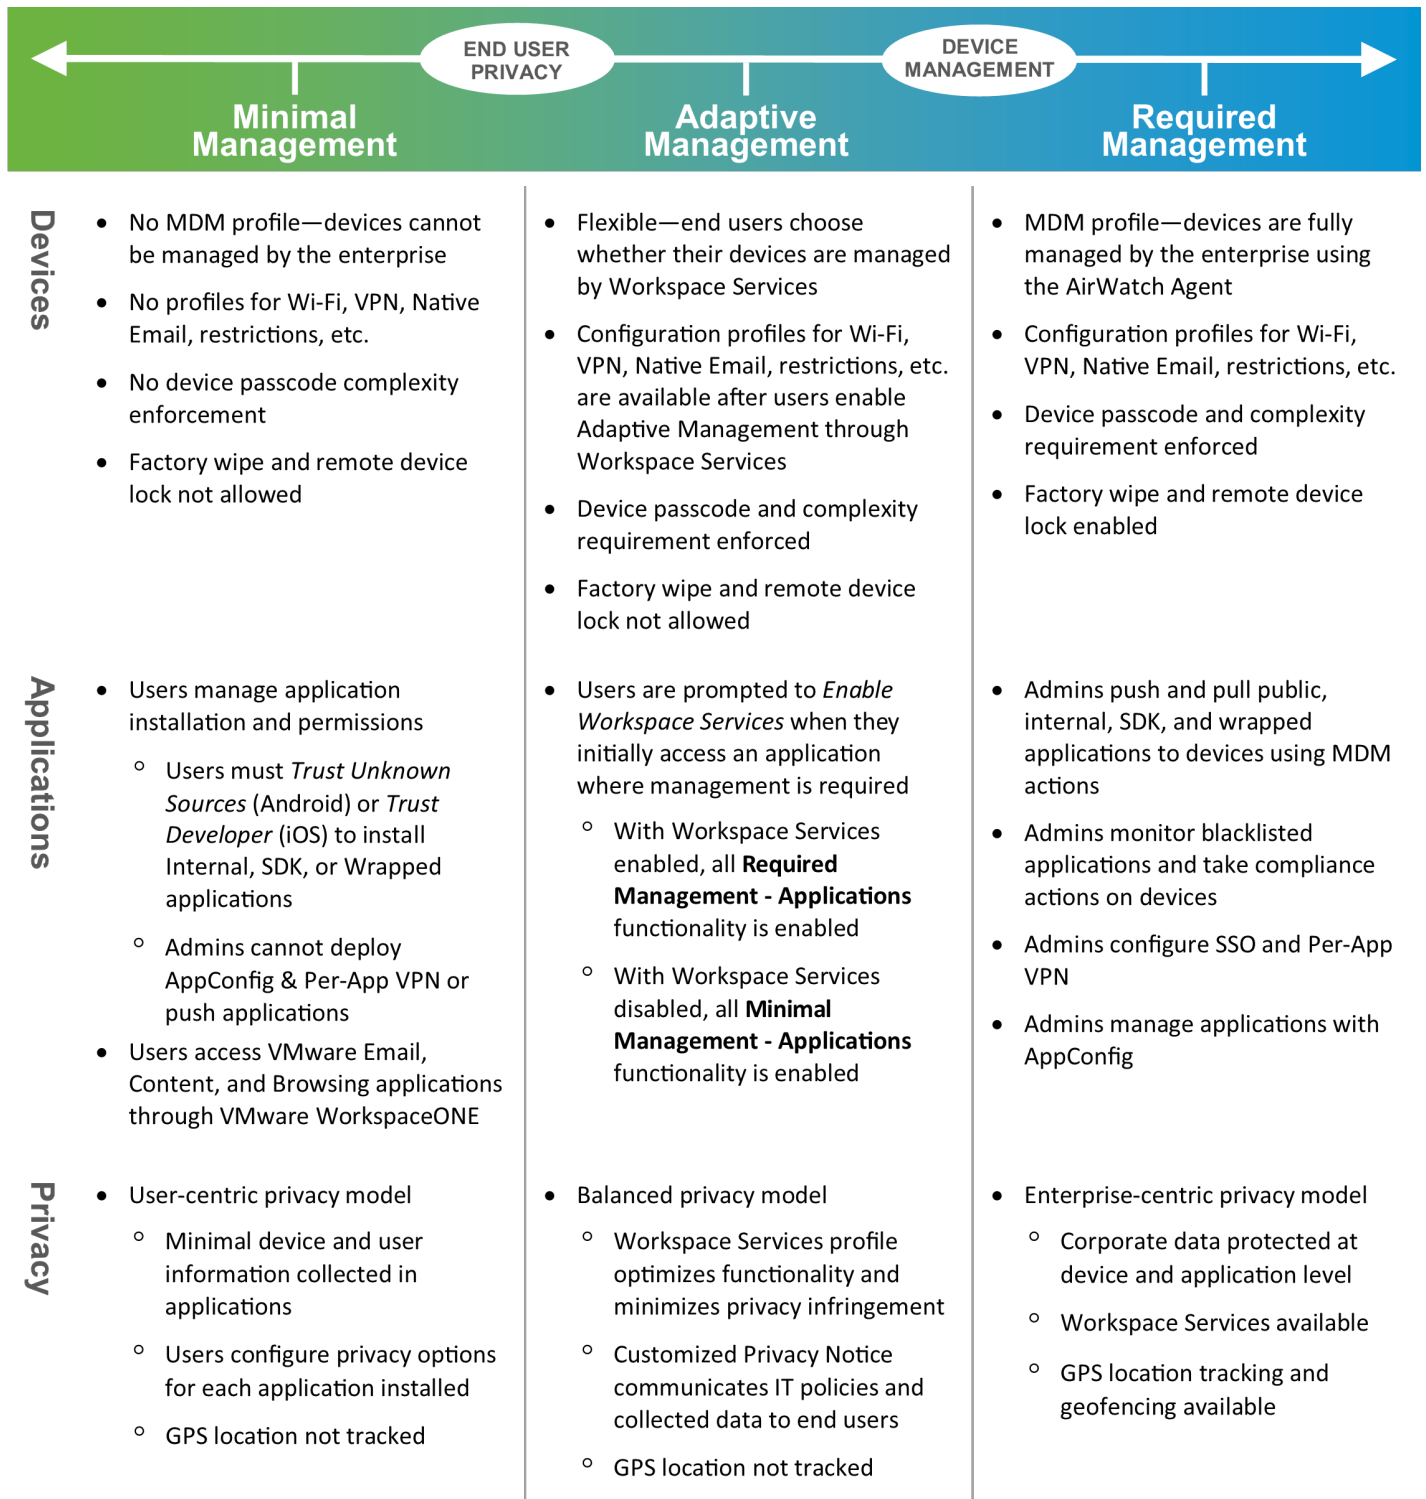 END USER
PRIVACY
DEVICE
MANAGEMENT
Minimal
Management
Adaptive
Management
Required
Management
Devices
• No MDM profile—devices cannot
be managed by the enterprise
• No profiles for Wi-Fi, VPN, Native
Email, restrictions, etc.
• No device passcode complexity
enforcement
• Factory wipe and remote device
lock not allowed
• Flexible—end users choose
whether their devices are managed
by Workspace Services
• Configuration profiles for Wi-Fi,
VPN, Native Email, restrictions, etc.
are available after users enable
Adaptive Management through
Workspace Services
• Device passcode and complexity
requirement enforced
• Factory wipe and remote device
lock not allowed
• MDM profile—devices are fully
managed by the enterprise using
the AirWatch Agent
• Configuration profiles for Wi-Fi,
VPN, Native Email, restrictions, etc.
• Device passcode and complexity
requirement enforced
• Factory wipe and remote device
lock enabled
Applications
• Users manage application
installation and permissions
○ Users must Trust Unknown
Sources (Android) or Trust
Developer (iOS) to install
Internal, SDK, or Wrapped
applications
○ Admins cannot deploy
AppConfig & Per-App VPN or
push applications
• Users access VMware Email,
Content, and Browsing applications
through VMware WorkspaceONE
• Users are prompted to Enable
Workspace Services when they
initially access an application
where management is required
○ With Workspace Services
enabled, all Required
Management - Applications
functionality is enabled
○ With Workspace Services
disabled, all Minimal
Management - Applications
functionality is enabled
• Admins push and pull public,
internal, SDK, and wrapped
applications to devices using MDM
actions
• Admins monitor blacklisted
applications and take compliance
actions on devices
• Admins configure SSO and Per-App
VPN
• Admins manage applications with
AppConfig
Privacy
• User-centric privacy model
○ Minimal device and user
information collected in
applications
○ Users configure privacy options
for each application installed
○ GPS location not tracked
• Balanced privacy model
○ Workspace Services profile
optimizes functionality and
minimizes privacy infringement
○ Customized Privacy Notice
communicates IT policies and
collected data to end users
○ GPS location not tracked
• Enterprise-centric privacy model
○ Corporate data protected at
device and application level
○ Workspace Services available
○ GPS location tracking and
geofencing available